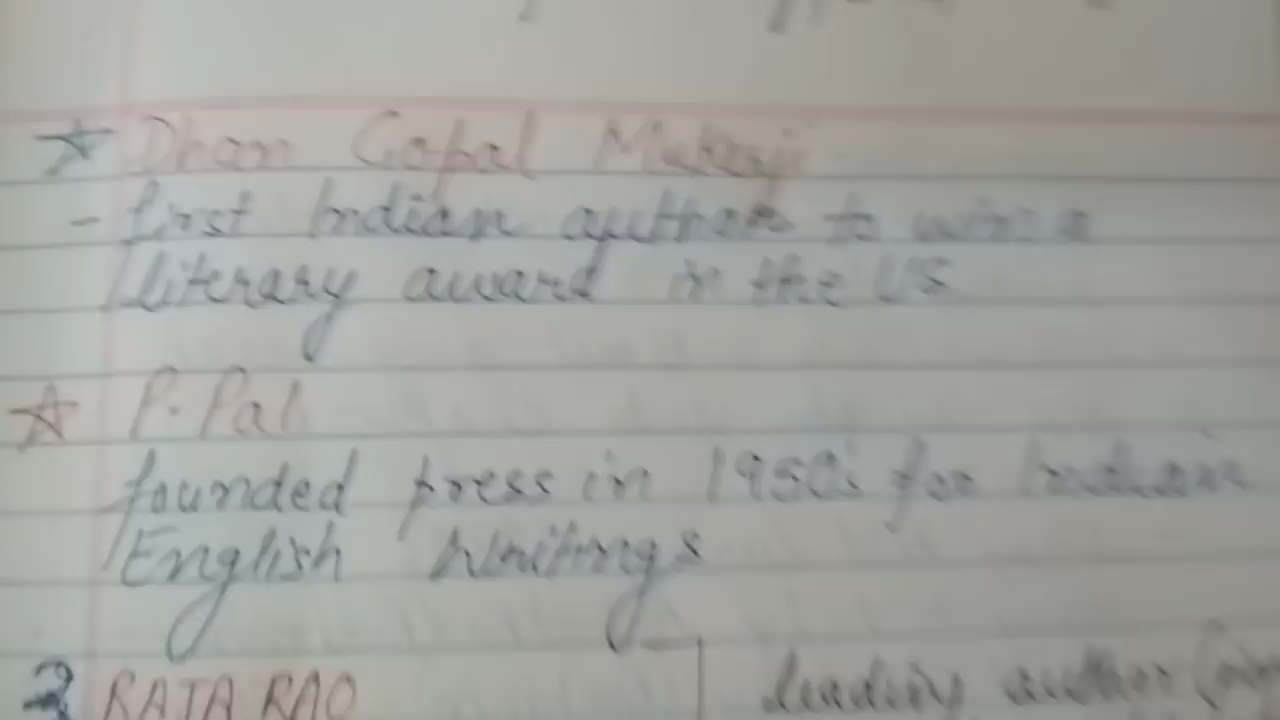 ★ Dhan Gopal Mukerji
- first Indian author to win a
literary award in the US
★ P. Pal
founded press in 1950's for Indian
English Writings
2 RAJA RAO
leading author